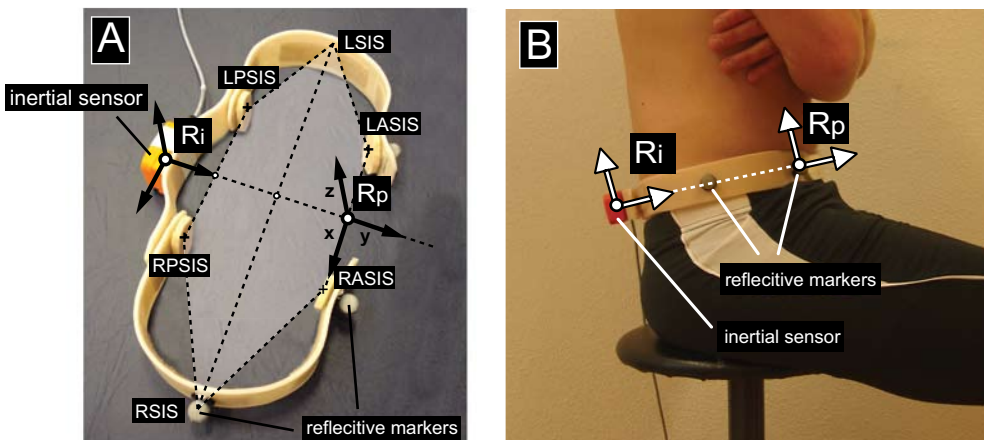 A
LSIS
LPSIS
inertial sensor
LASIS
Ri
Rp
z
x
y
RPSIS
RASIS
RSIS
reflecitive markers
B
Rp
Ri
reflecitive markers
inertial sensor